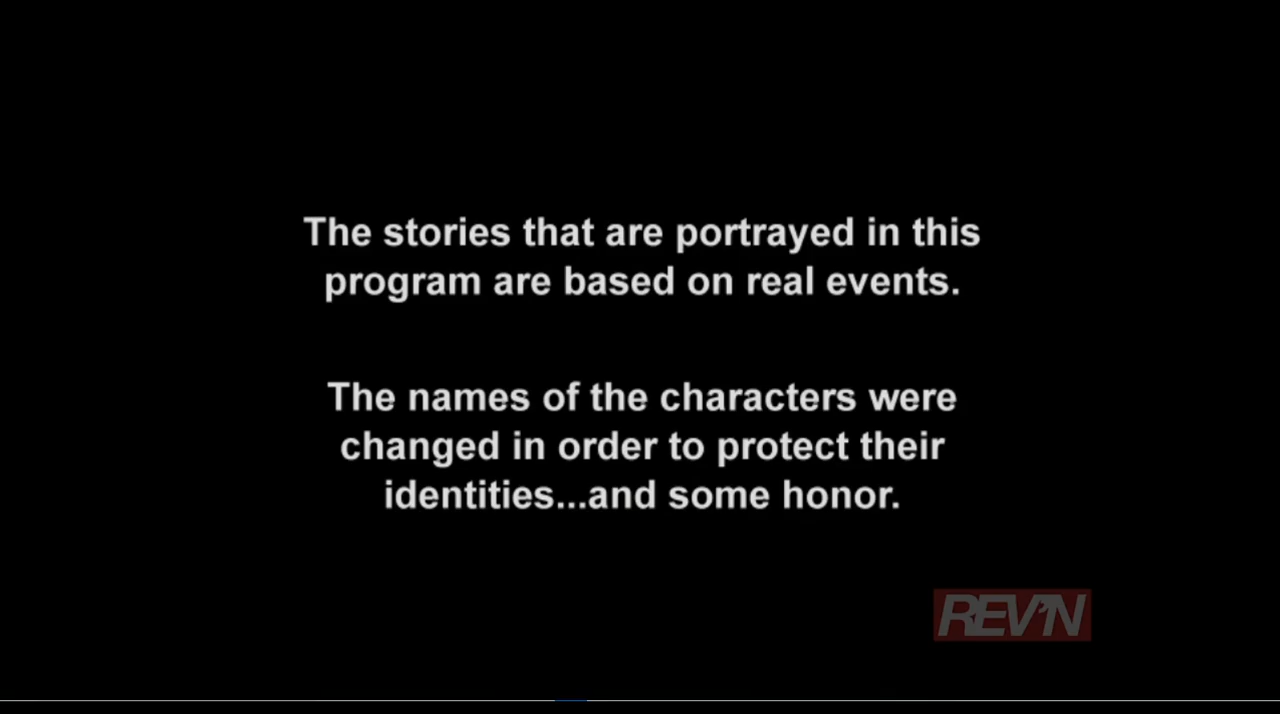 The stories that are portrayed in this
program are based on real events.
The names of the characters were
changed in order to protect their
identities...and some honor.
REV'N